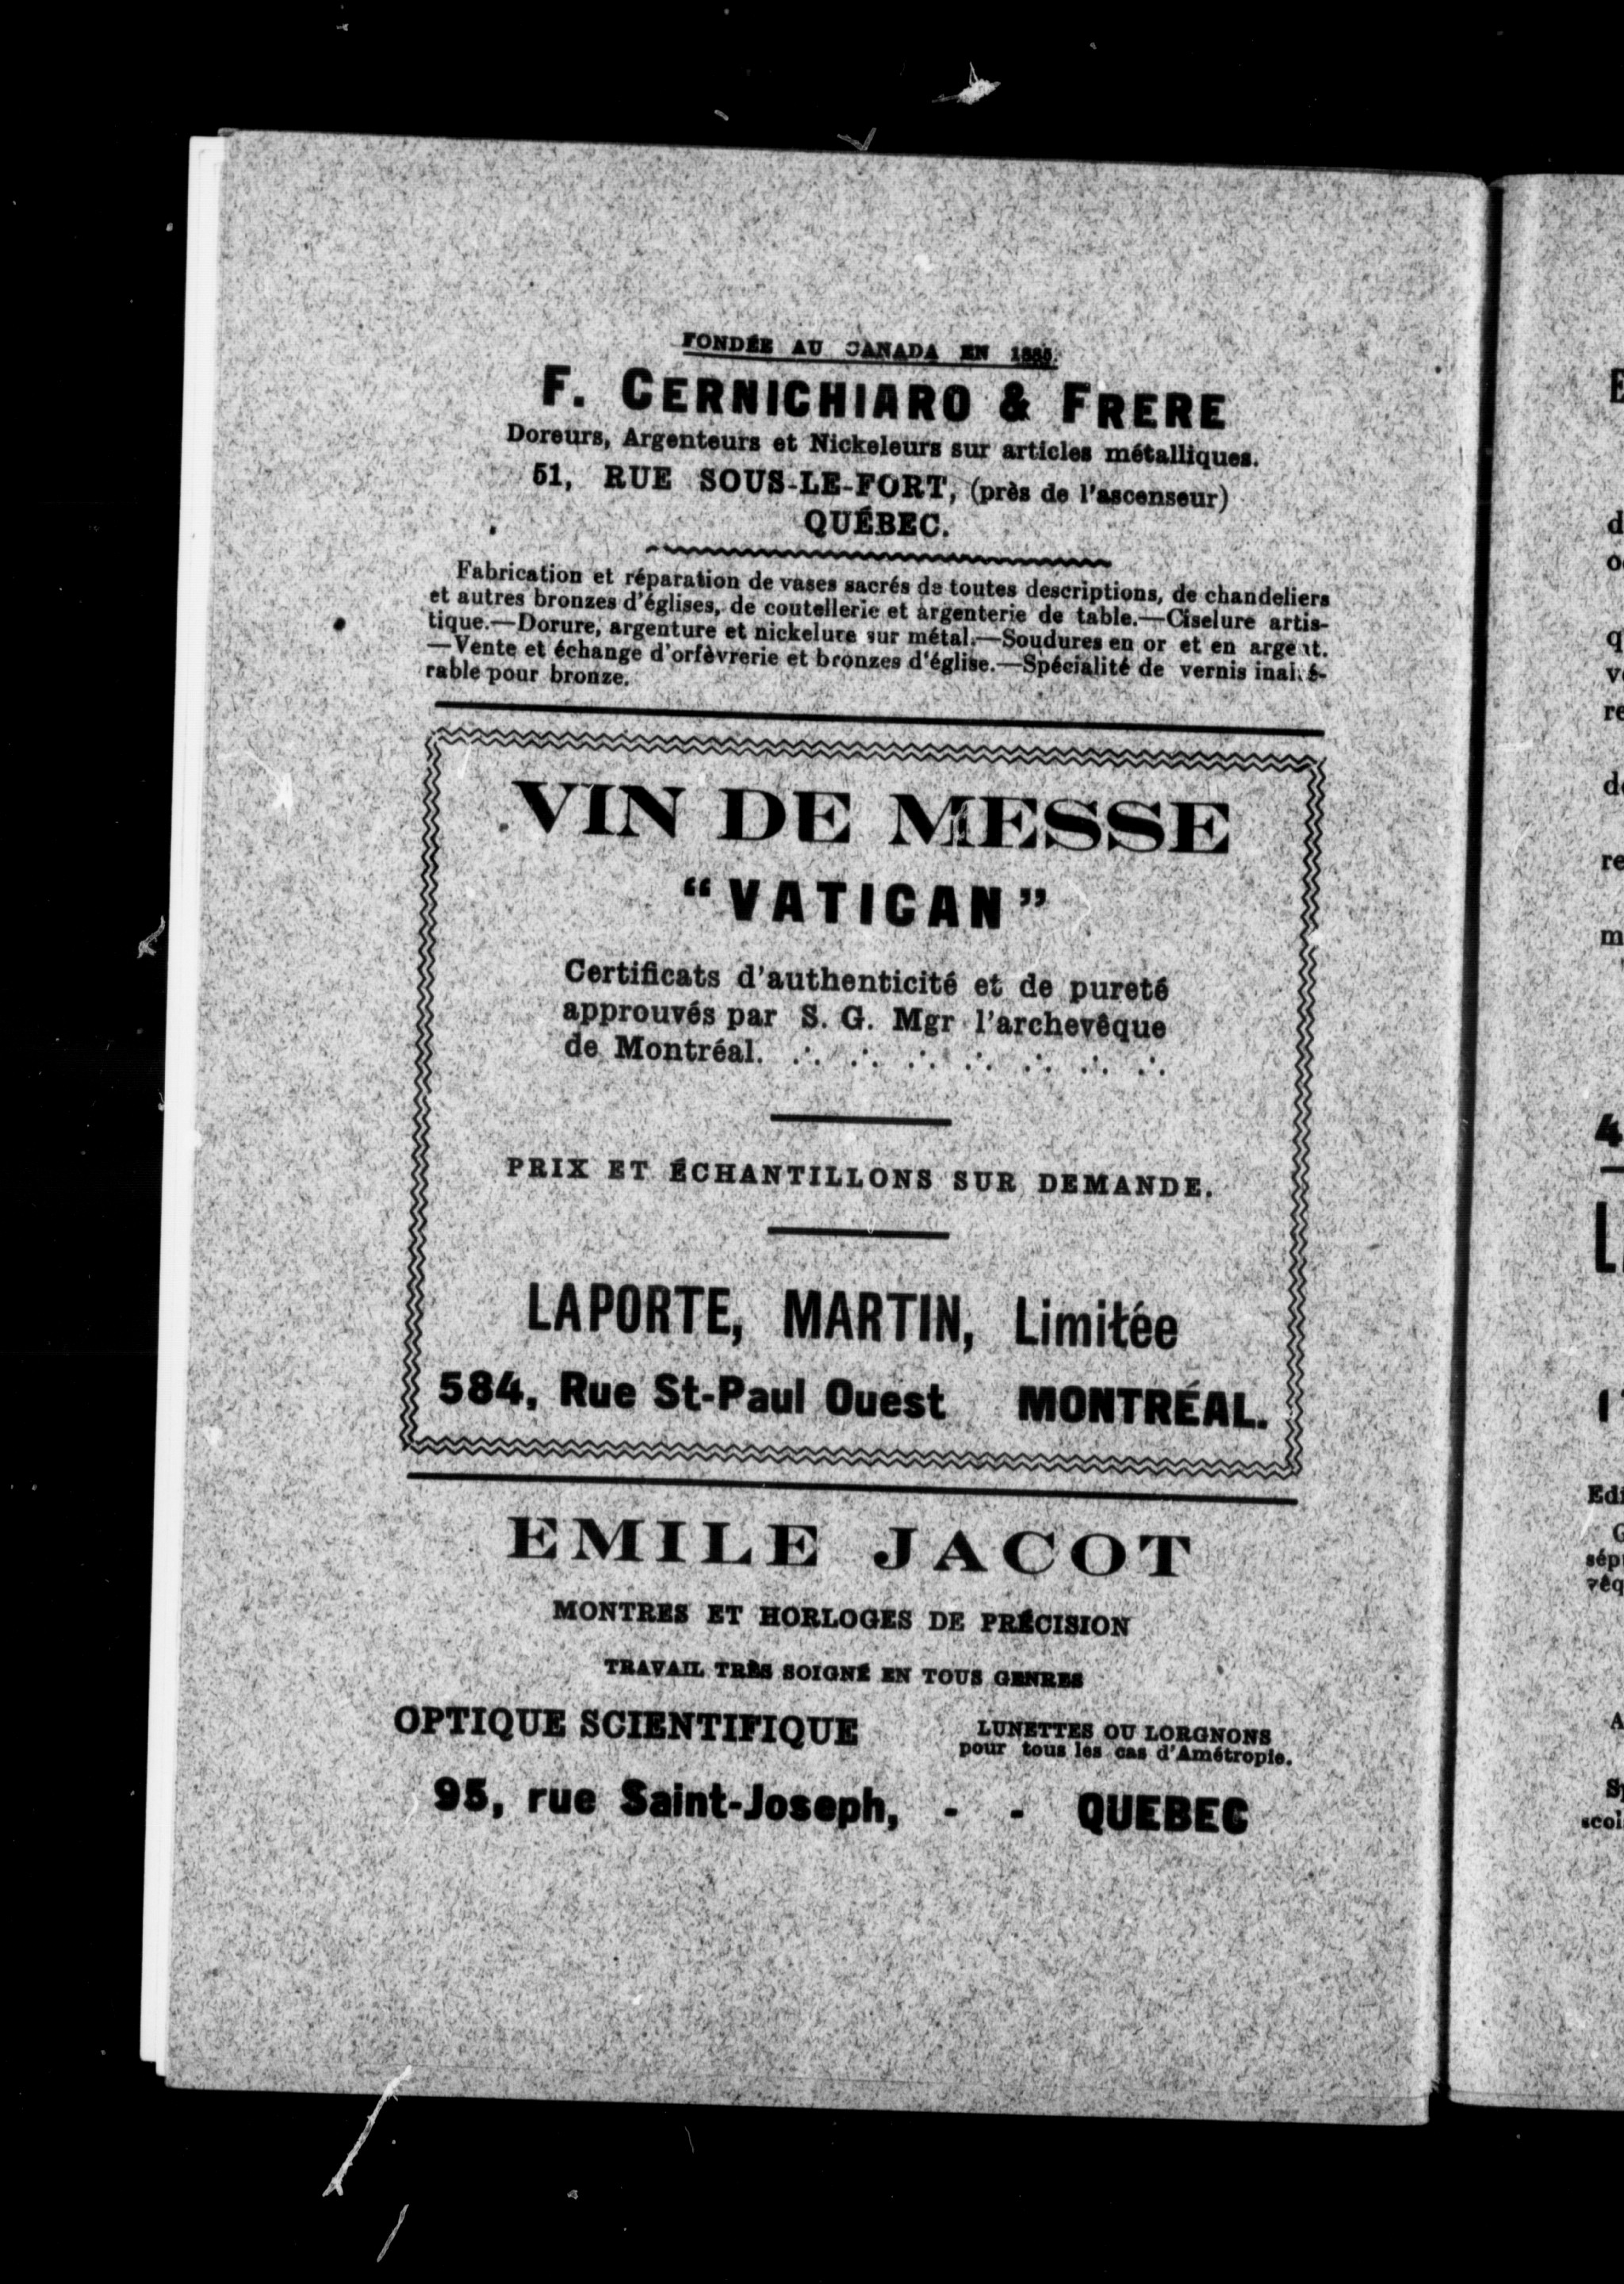 FONDÉE AU CANADA EN 1885.
F. CERNICHIARO & FRERE
Doreurs, Argenteurs et Nickeleurs sur articles métalliques.
51, RUE SOUS-LE-FORT, (près de l'ascenseur)
QUÉBEC.
Fabrication et réparation de vases sacrés de toutes descriptions, de chandeliers
et autres bronzes d'églises, de coutellerie et argenterie de table.—Ciselure artis-
tique.—Dorure, argenture et nickelure sur métal.—Soudures en or et en argent.
—Vente et échange d'orfèvrerie et bronzes d'église.—Spécialité de vernis inalté-
rable pour bronze.
VIN DE MESSE
“VATICAN”
Certificats d'authenticité et de pureté
approuvés par S. G. Mgr l'archevêque
de Montréal. ∴ ∴ ∴ ∴ ∴ ∴ ∴
PRIX ET ÉCHANTILLONS SUR DEMANDE.
LAPORTE, MARTIN, Limitée
584, Rue St-Paul Ouest MONTRÉAL.
EMILE JACOT
MONTRES ET HORLOGES DE PRÉCISION
TRAVAIL TRÈS SOIGNÉ EN TOUS GENRES
OPTIQUE SCIENTIFIQUE LUNETTES OU LORGNONS
pour tous les cas d'Amétropie.
95, rue Saint-Joseph, - - QUEBEC